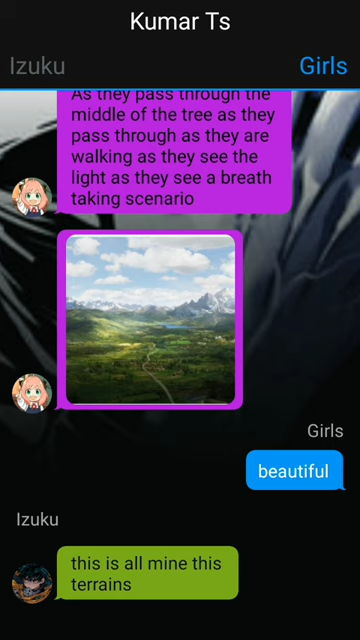 Kumar Ts
Izuku
Girls
As they pass through the
middle of the tree as they
pass through as they are
walking as they see the
light as they see a breath
taking scenario
Girls
beautiful
Izuku
this is all mine this
terrains